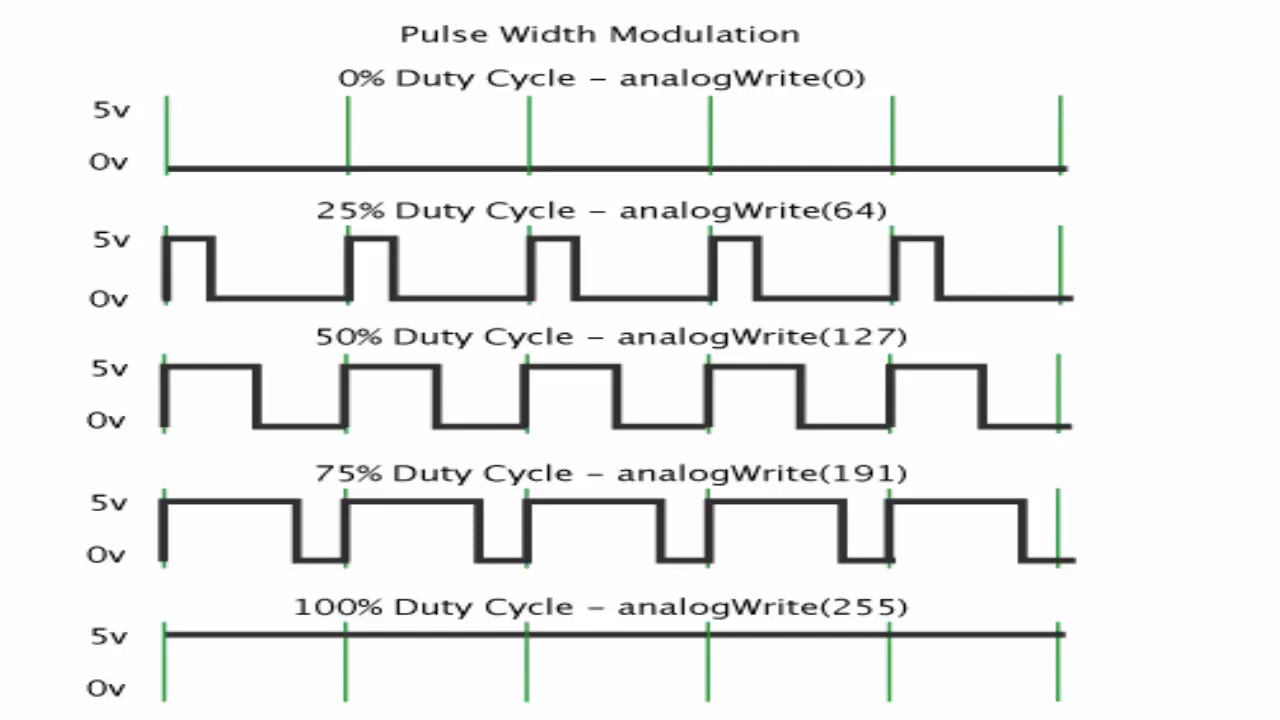 Pulse Width Modulation
0% Duty Cycle – analogWrite(0)
5v
0v
25% Duty Cycle – analogWrite(64)
5v
0v
50% Duty Cycle – analogWrite(127)
5v
0v
75% Duty Cycle – analogWrite(191)
5v
0v
100% Duty Cycle – analogWrite(255)
5v
0v